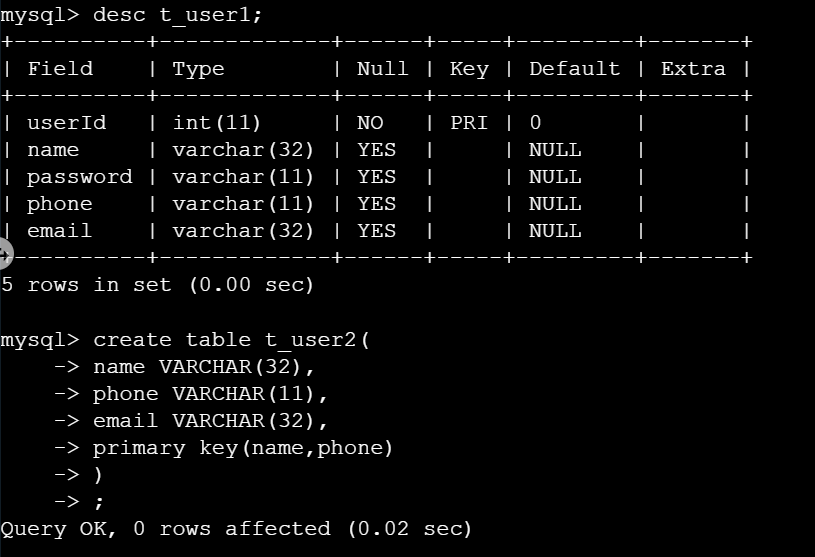 mysql> desc t_user1;
+----------+-------------+------+-----+---------+-------+
| Field    | Type        | Null | Key | Default | Extra |
+----------+-------------+------+-----+---------+-------+
| userId   | int(11)     | NO   | PRI | 0       |       |
| name     | varchar(32) | YES  |     | NULL    |       |
| password | varchar(11) | YES  |     | NULL    |       |
| phone    | varchar(11) | YES  |     | NULL    |       |
| email    | varchar(32) | YES  |     | NULL    |       |
+----------+-------------+------+-----+---------+-------+
5 rows in set (0.00 sec)
mysql> create table t_user2(
    -> name VARCHAR(32),
    -> phone VARCHAR(11),
    -> email VARCHAR(32),
    -> primary key(name,phone)
    -> )
    -> ;
Query OK, 0 rows affected (0.02 sec)